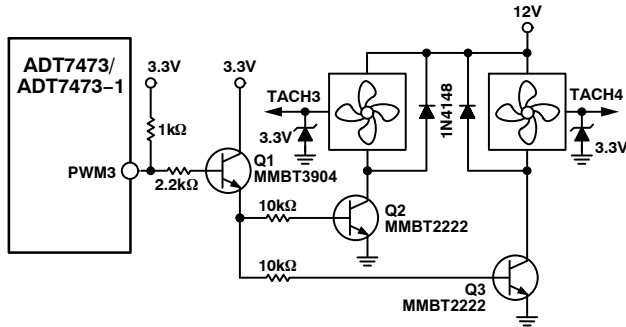 12V
ADT7473/
ADT7473–1
3.3V
3.3V
TACH3
1N4148
TACH4
1kΩ
3.3V
3.3V
PWM3
2.2kΩ
Q1
MMBT3904
10kΩ
Q2
MMBT2222
10kΩ
Q3
MMBT2222